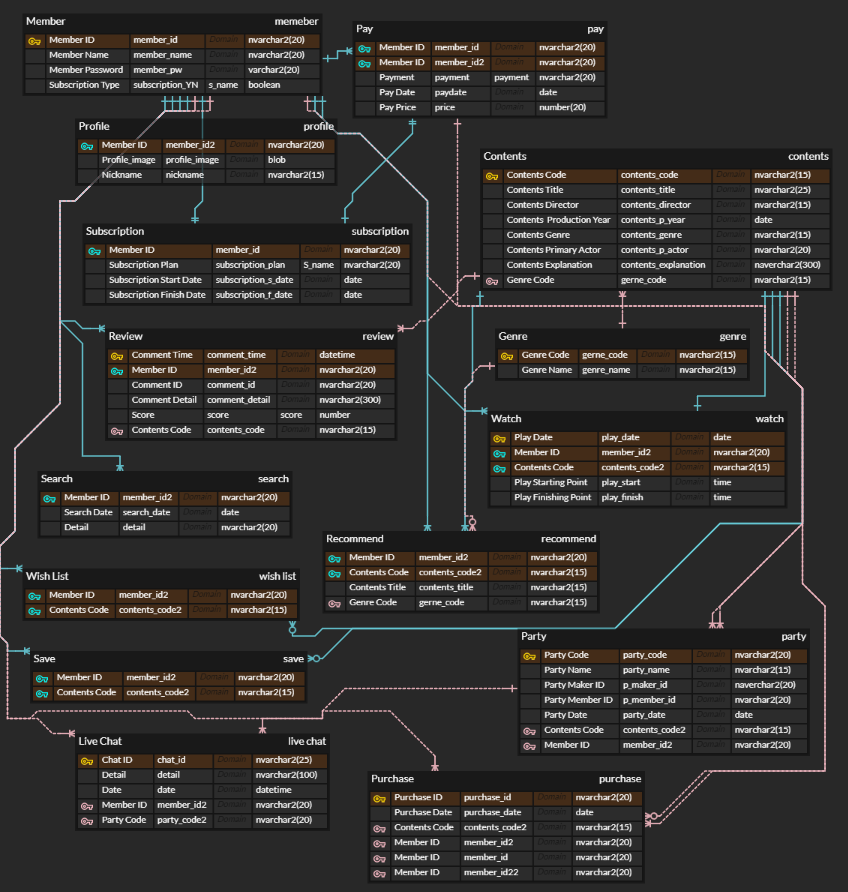 Member memeber
Member ID member_id Domain nvarchar2(20)
Member Name member_name Domain nvarchar2(20)
Member Password member_pw Domain varchar2(20)
Subscription Type subscription_YN s_name boolean
Pay pay
Member ID member_id Domain nvarchar2(20)
Member ID member_id2 Domain nvarchar2(20)
Payment payment payment nvarchar2(20)
Pay Date paydate Domain date
Pay Price price Domain number(20)
Profile profile
Member ID member_id2 Domain nvarchar2(20)
Profile_image profile_image Domain blob
Nickname nickname Domain nvarchar2(15)
Contents contents
Contents Code contents_code Domain nvarchar2(15)
Contents Title contents_title Domain nvarchar2(25)
Contents Director contents_director Domain nvarchar2(15)
Contents Production Year contents_p_year Domain date
Contents Genre contents_genre Domain nvarchar2(15)
Contents Primary Actor contents_p_actor Domain nvarchar2(20)
Contents Explanation contents_explanation Domain naverchar2(300)
Genre Code gerne_code Domain nvarchar2(15)
Subscription subscription
Member ID member_id Domain nvarchar2(20)
Subscription Plan subscription_plan S_name nvarchar2(20)
Subscription Start Date subscription_s_date Domain date
Subscription Finish Date subscription_f_date Domain date
Review review
Comment Time comment_time Domain datetime
Member ID member_id2 Domain nvarchar2(20)
Comment ID comment_id Domain nvarchar2(20)
Comment Detail comment_detail Domain nvarchar2(300)
Score score score number
Contents Code contents_code Domain nvarchar2(15)
Genre genre
Genre Code gerne_code Domain nvarchar2(15)
Genre Name genre_name Domain nvarchar2(15)
Watch watch
Play Date play_date Domain date
Member ID member_id2 Domain nvarchar2(20)
Contents Code contents_code2 Domain nvarchar2(15)
Play Starting Point play_start Domain time
Play Finishing Point play_finish Domain time
Search search
Member ID member_id2 Domain nvarchar2(20)
Search Date search_date Domain date
Detail detail Domain nvarchar2(20)
Recommend recommend
Member ID member_id2 Domain nvarchar2(20)
Contents Code contents_code2 Domain nvarchar2(15)
Contents Title contents_title Domain nvarchar2(15)
Genre Code gerne_code Domain nvarchar2(15)
Wish List wish list
Member ID member_id2 Domain nvarchar2(20)
Contents Code contents_code2 Domain nvarchar2(15)
Save save
Member ID member_id2 Domain nvarchar2(20)
Contents Code contents_code2 Domain nvarchar2(15)
Party party
Party Code party_code Domain nvarchar2(20)
Party Name party_name Domain nvarchar2(15)
Party Maker ID p_maker_id Domain naverchar2(20)
Party Member ID p_member_id Domain nvarchar2(20)
Party Date party_date Domain date
Contents Code contents_code2 Domain nvarchar2(15)
Member ID member_id2 Domain nvarchar2(20)
Live Chat live chat
Chat ID chat_id Domain nvarchar2(25)
Detail detail Domain nvarchar2(100)
Date date Domain datetime
Member ID member_id2 Domain nvarchar2(20)
Party Code party_code2 Domain nvarchar2(20)
Purchase purchase
Purchase ID purchase_id Domain nvarchar2(20)
Purchase Date purchase_date Domain date
Contents Code contents_code2 Domain nvarchar2(15)
Member ID member_id2 Domain nvarchar2(20)
Member ID member_id Domain nvarchar2(20)
Member ID member_id22 Domain nvarchar2(20)